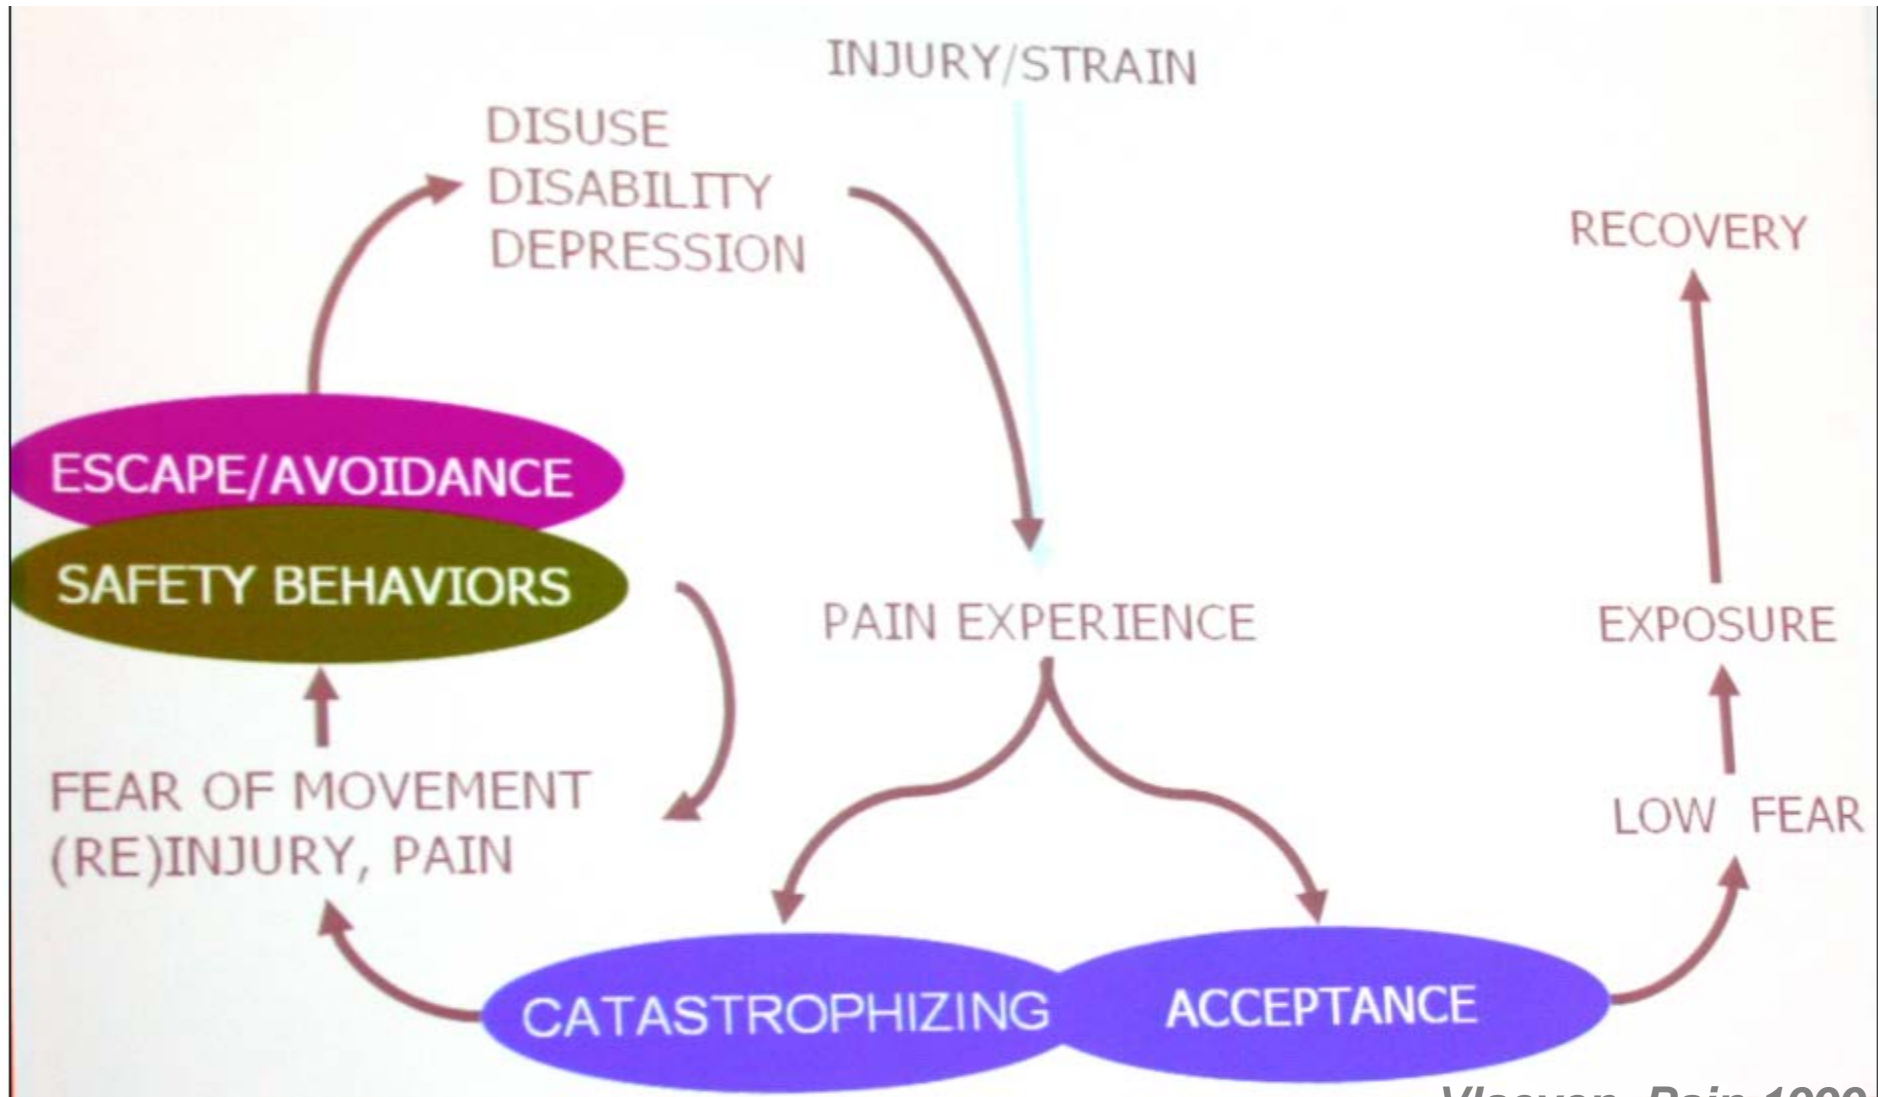 INJURY/STRAIN
DISUSE
DISABILITY
DEPRESSION
RECOVERY
ESCAPE/AVOIDANCE
SAFETY BEHAVIORS
PAIN EXPERIENCE
EXPOSURE
FEAR OF MOVEMENT
(RE)INJURY, PAIN
LOW FEAR
CATASTROPHIZING
ACCEPTANCE
Pain